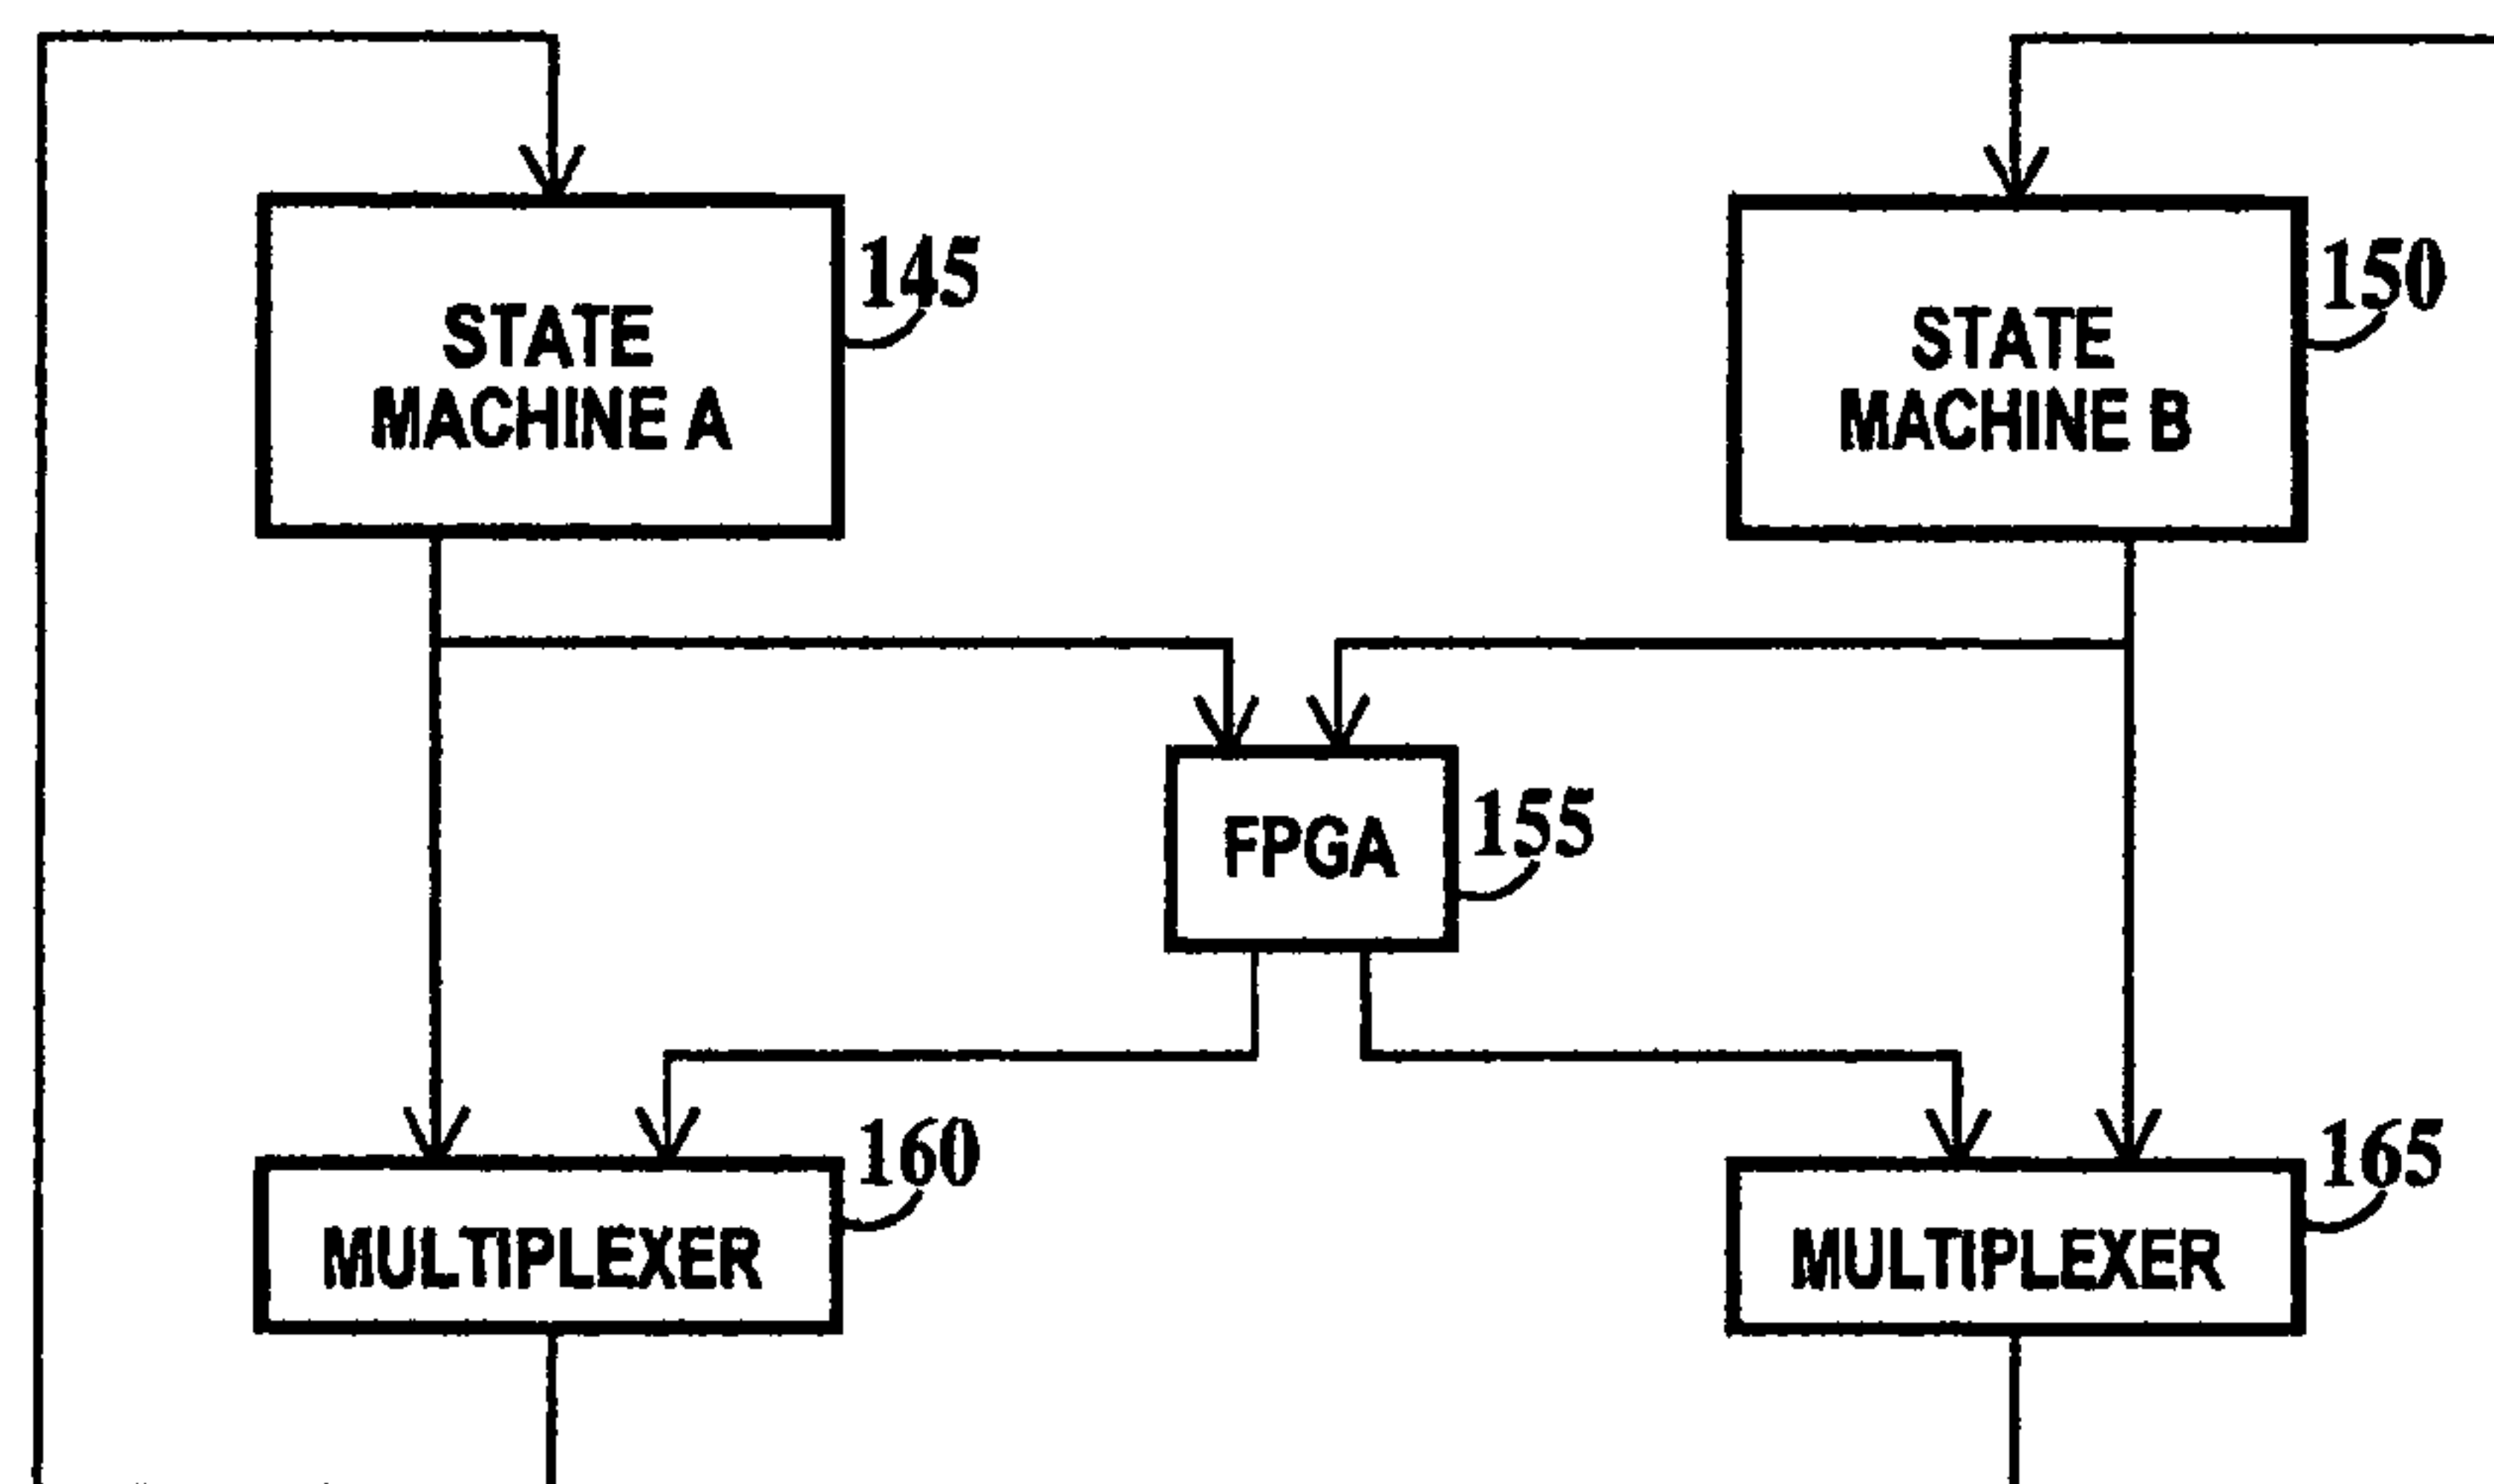 145
STATE
MACHINE A
150
STATE
MACHINE B
FPGA
155
160
MULTIPLEXER
165
MULTIPLEXER